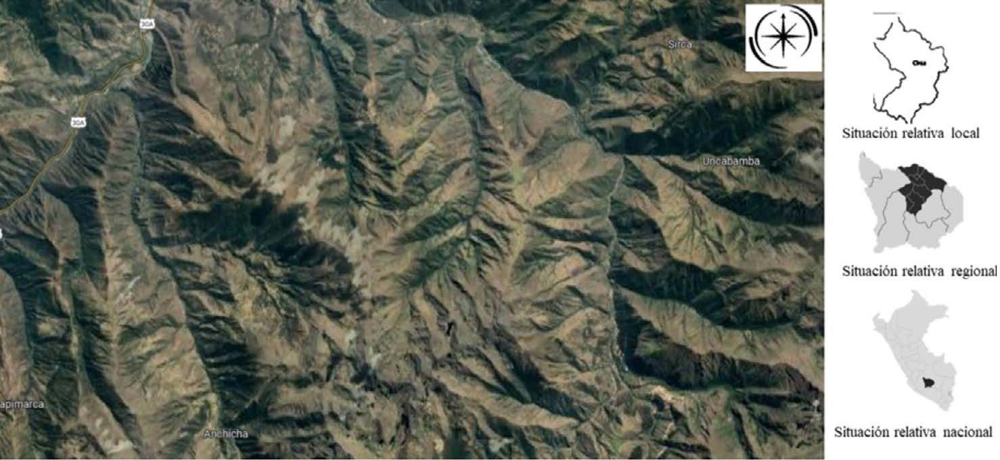 30A
Sirca
30A
Situación relativa local
Uncabamba
Situación relativa regional
apimarca
Anchicha
Situación relativa nacional